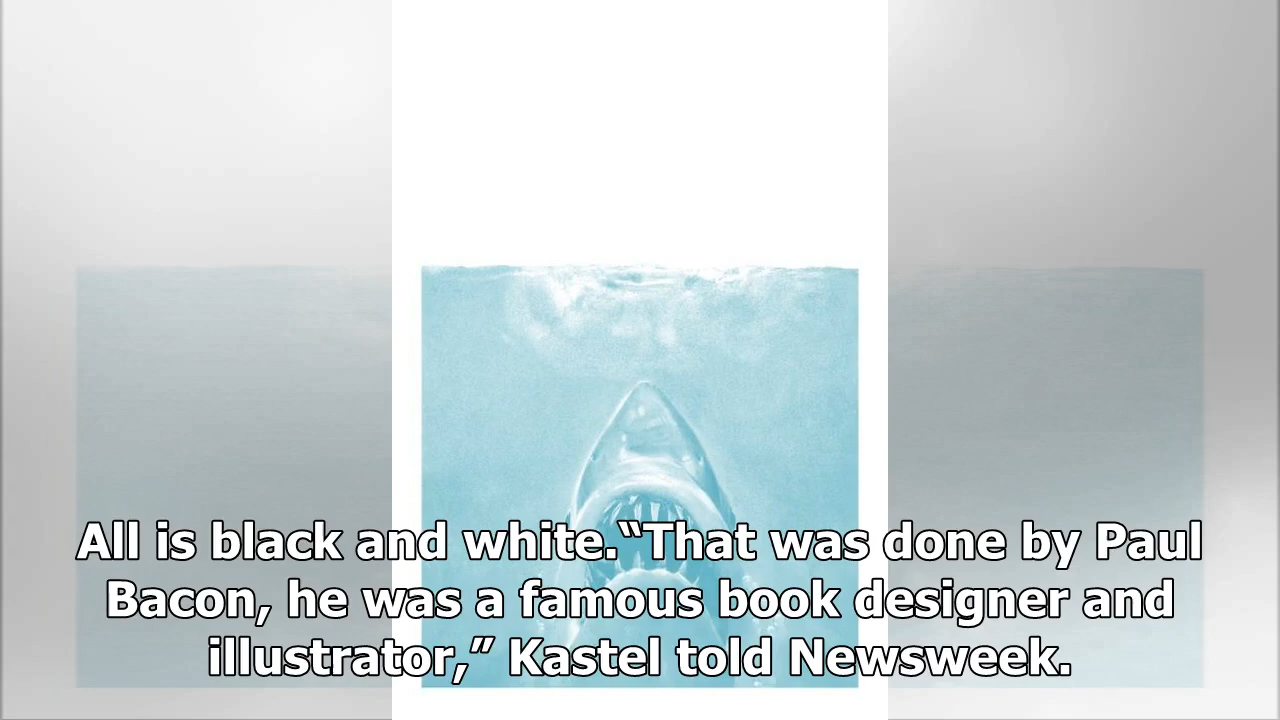 All is black and white.“That was done by Paul
Bacon, he was a famous book designer and
illustrator,” Kastel told Newsweek.